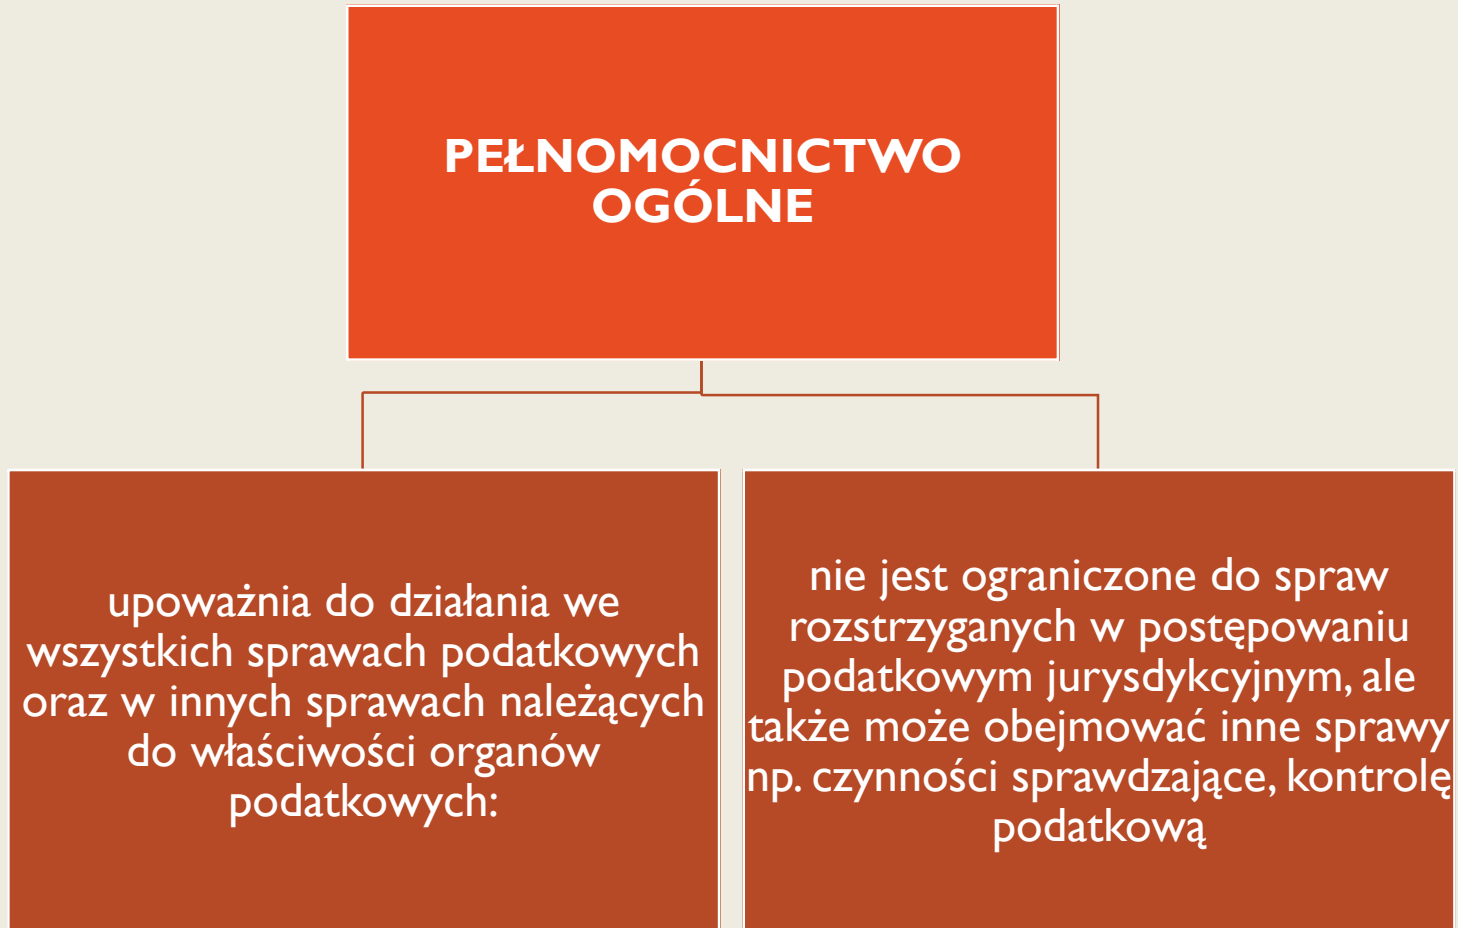 PEŁNOMOCNICTWO
OGÓLNE
upoważnia do działania we
wszystkich sprawach podatkowych
oraz w innych sprawach należących
do właściwości organów
podatkowych:
nie jest ograniczone do spraw
rozstrzyganych w postępowaniu
podatkowym jurysdykcyjnym, ale
także może obejmować inne sprawy
np. czynności sprawdzające, kontrolę
podatkową